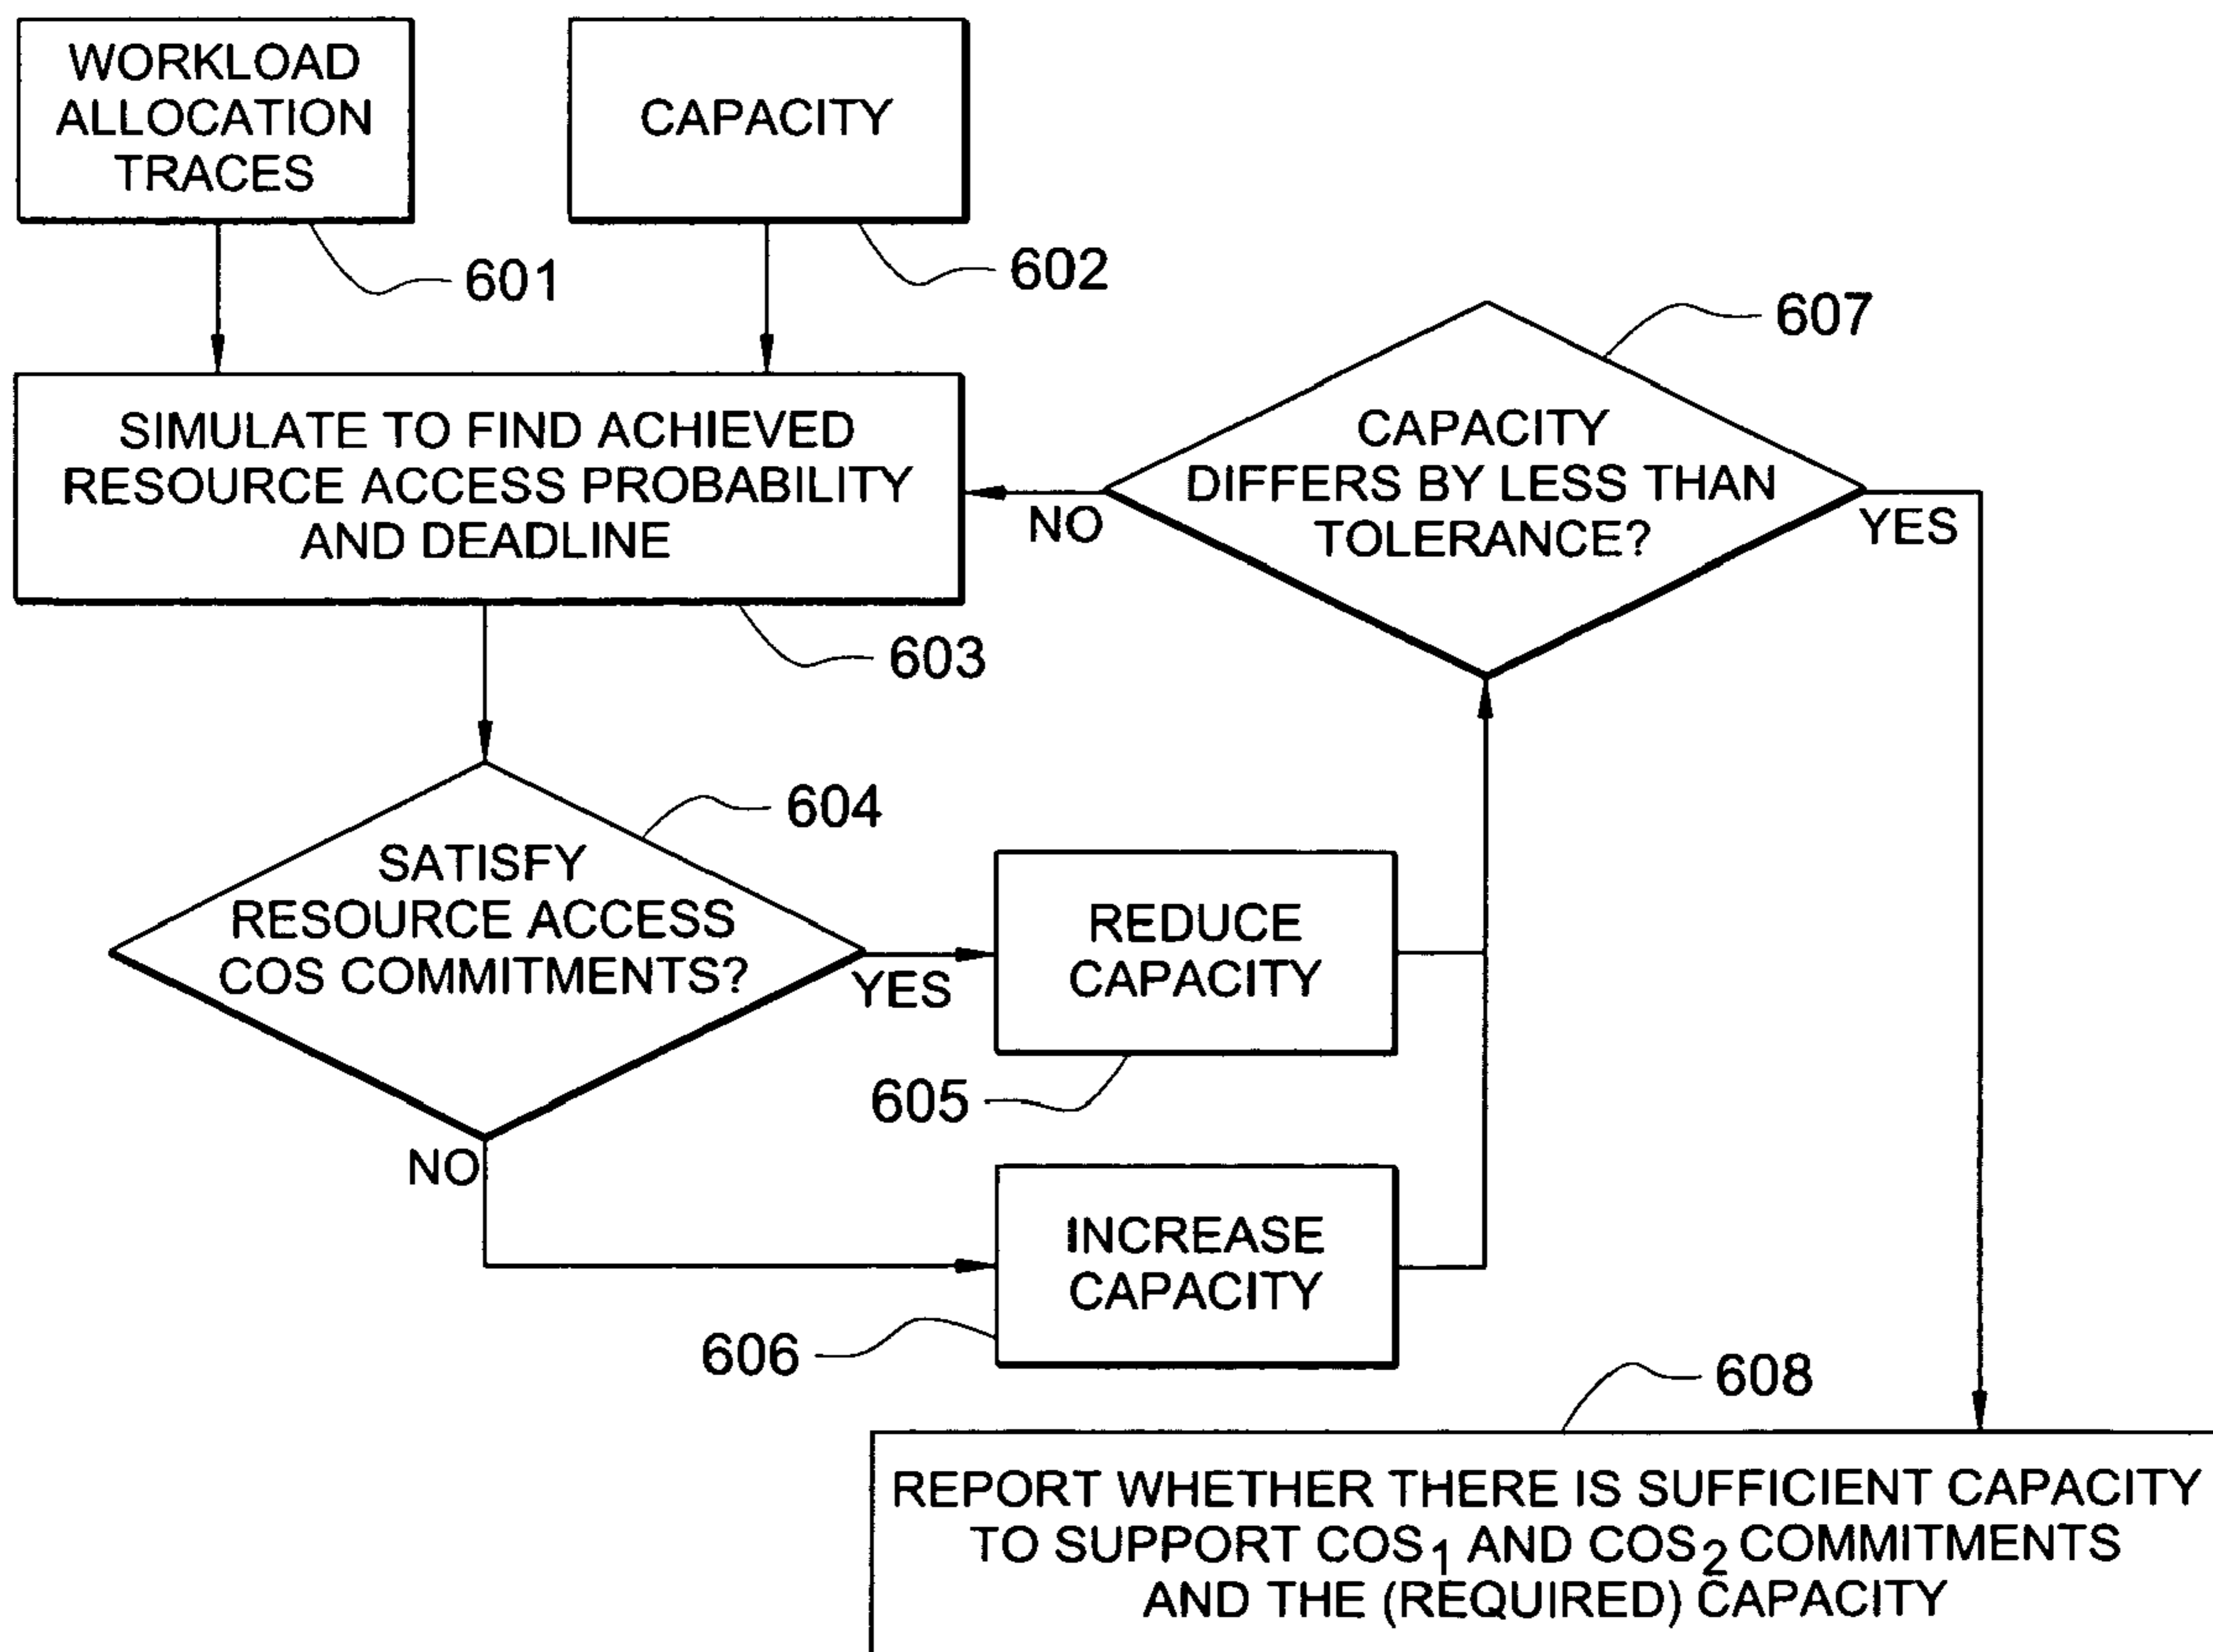 WORKLOAD
ALLOCATION
TRACES
601
CAPACITY
602
SIMULATE TO FIND ACHIEVED
RESOURCE ACCESS PROBABILITY
AND DEADLINE
603
CAPACITY
DIFFERS BY LESS THAN
TOLERANCE?
607
NO
YES
SATISFY
RESOURCE ACCESS
COS COMMITMENTS?
604
YES
NO
REDUCE
CAPACITY
605
INCREASE
CAPACITY
606
608
REPORT WHETHER THERE IS SUFFICIENT CAPACITY
TO SUPPORT COS₁ AND COS₂ COMMITMENTS
AND THE (REQUIRED) CAPACITY